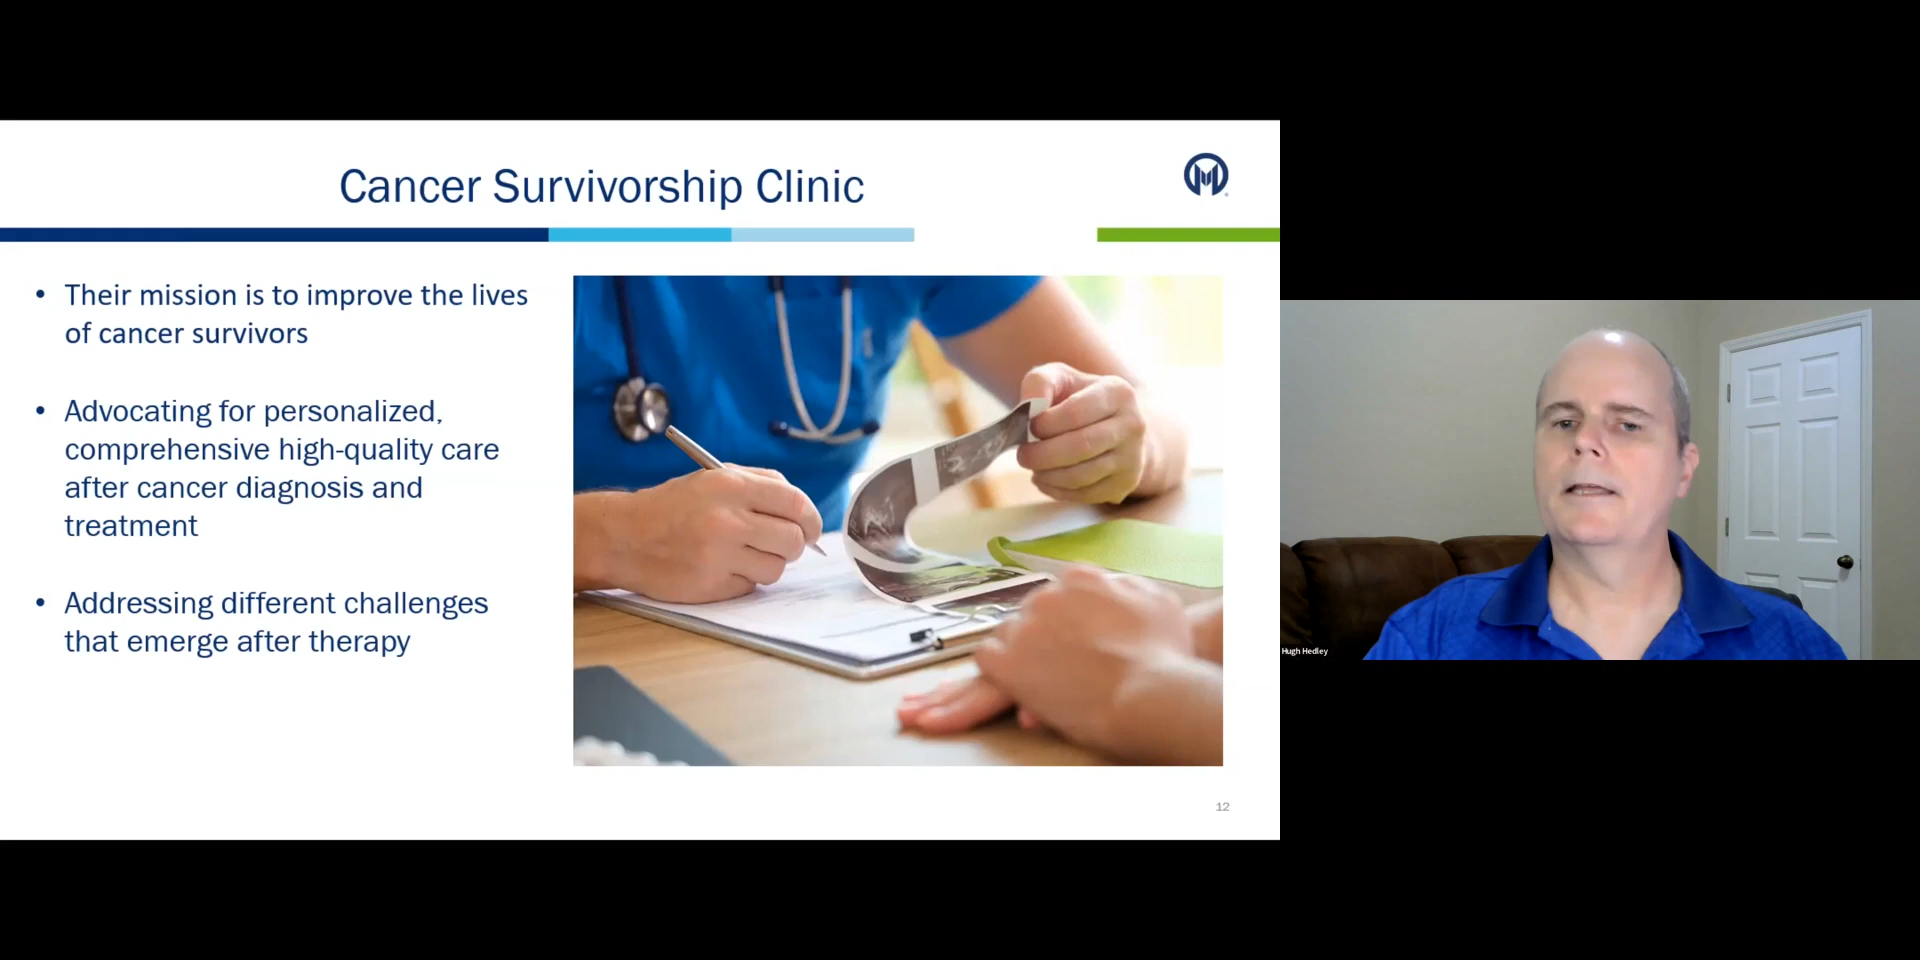 Cancer Survivorship Clinic
• Their mission is to improve the lives
of cancer survivors
• Advocating for personalized,
comprehensive high-quality care
after cancer diagnosis and
treatment
• Addressing different challenges
that emerge after therapy
12
Hugh Hedley